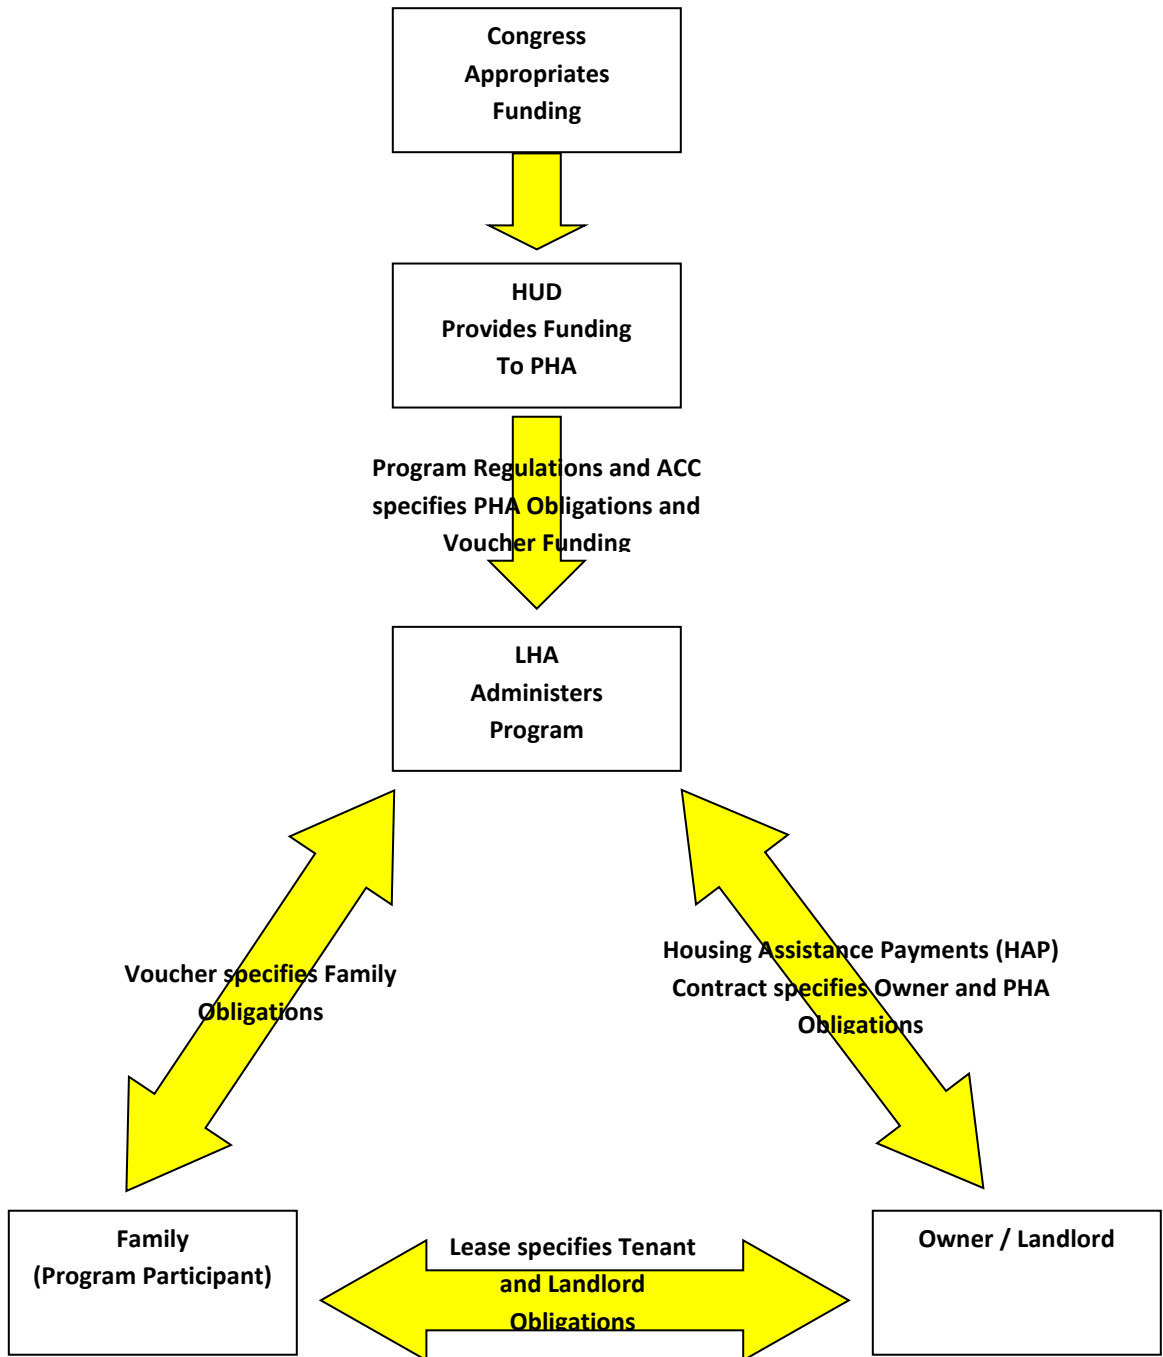 Congress
Appropriates
Funding
HUD
Provides Funding
To PHA
Program Regulations and ACC
specifies PHA Obligations and
Voucher Funding
LHA
Administers
Program
Voucher specifies Family
Obligations
Housing Assistance Payments (HAP)
Contract specifies Owner and PHA
Obligations
Family
(Program Participant)
Lease specifies Tenant
and Landlord
Obligations
Owner / Landlord